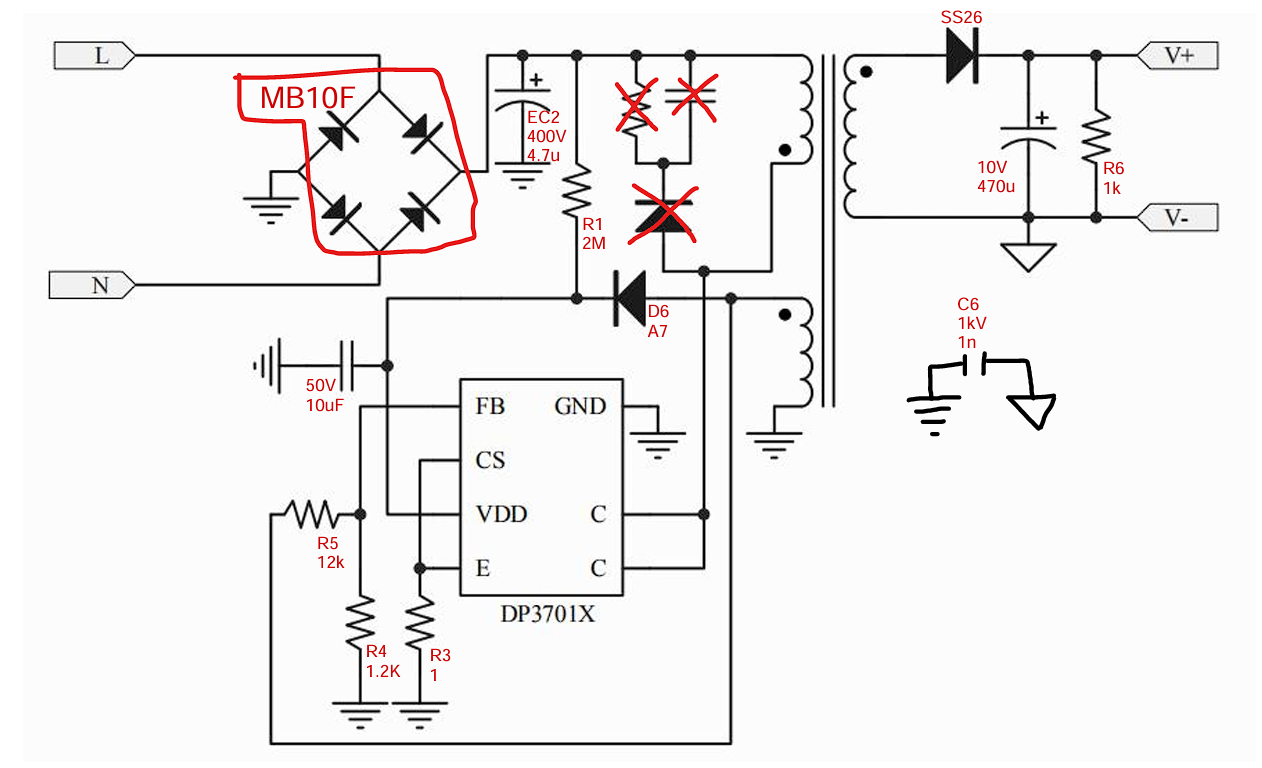 SS26
L
V+
MB10F
EC2
400V
4.7u
10V
470u
R6
1k
R1
2M
V-
N
D6
A7
C6
1kV
1n
50V
10uF
FB
GND
CS
VDD
C
R5
12k
E
C
DP3701X
R4
1.2K
R3
1